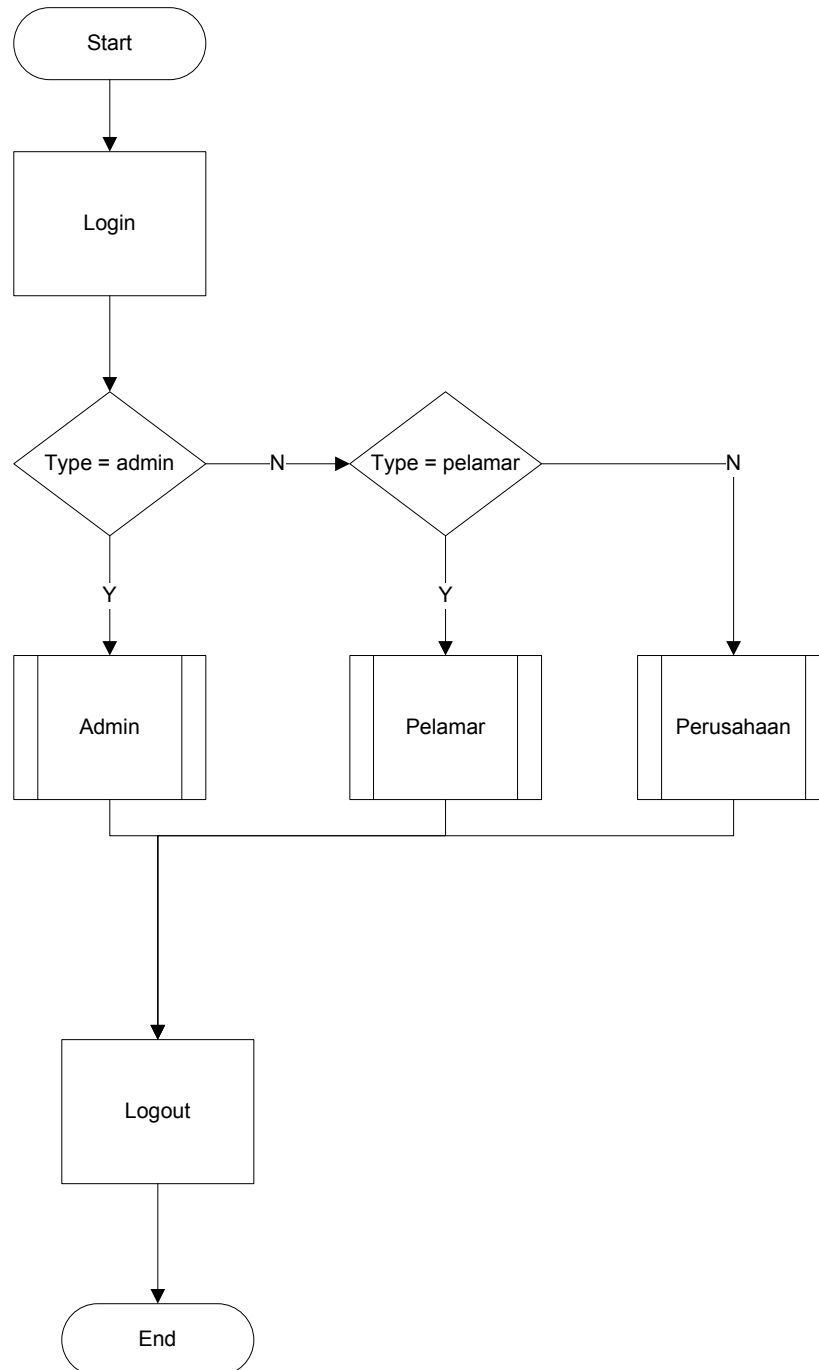 Start
Login
Type = admin
N
Type = pelamar
N
Y
Y
Admin
Pelamar
Perusahaan
Logout
End